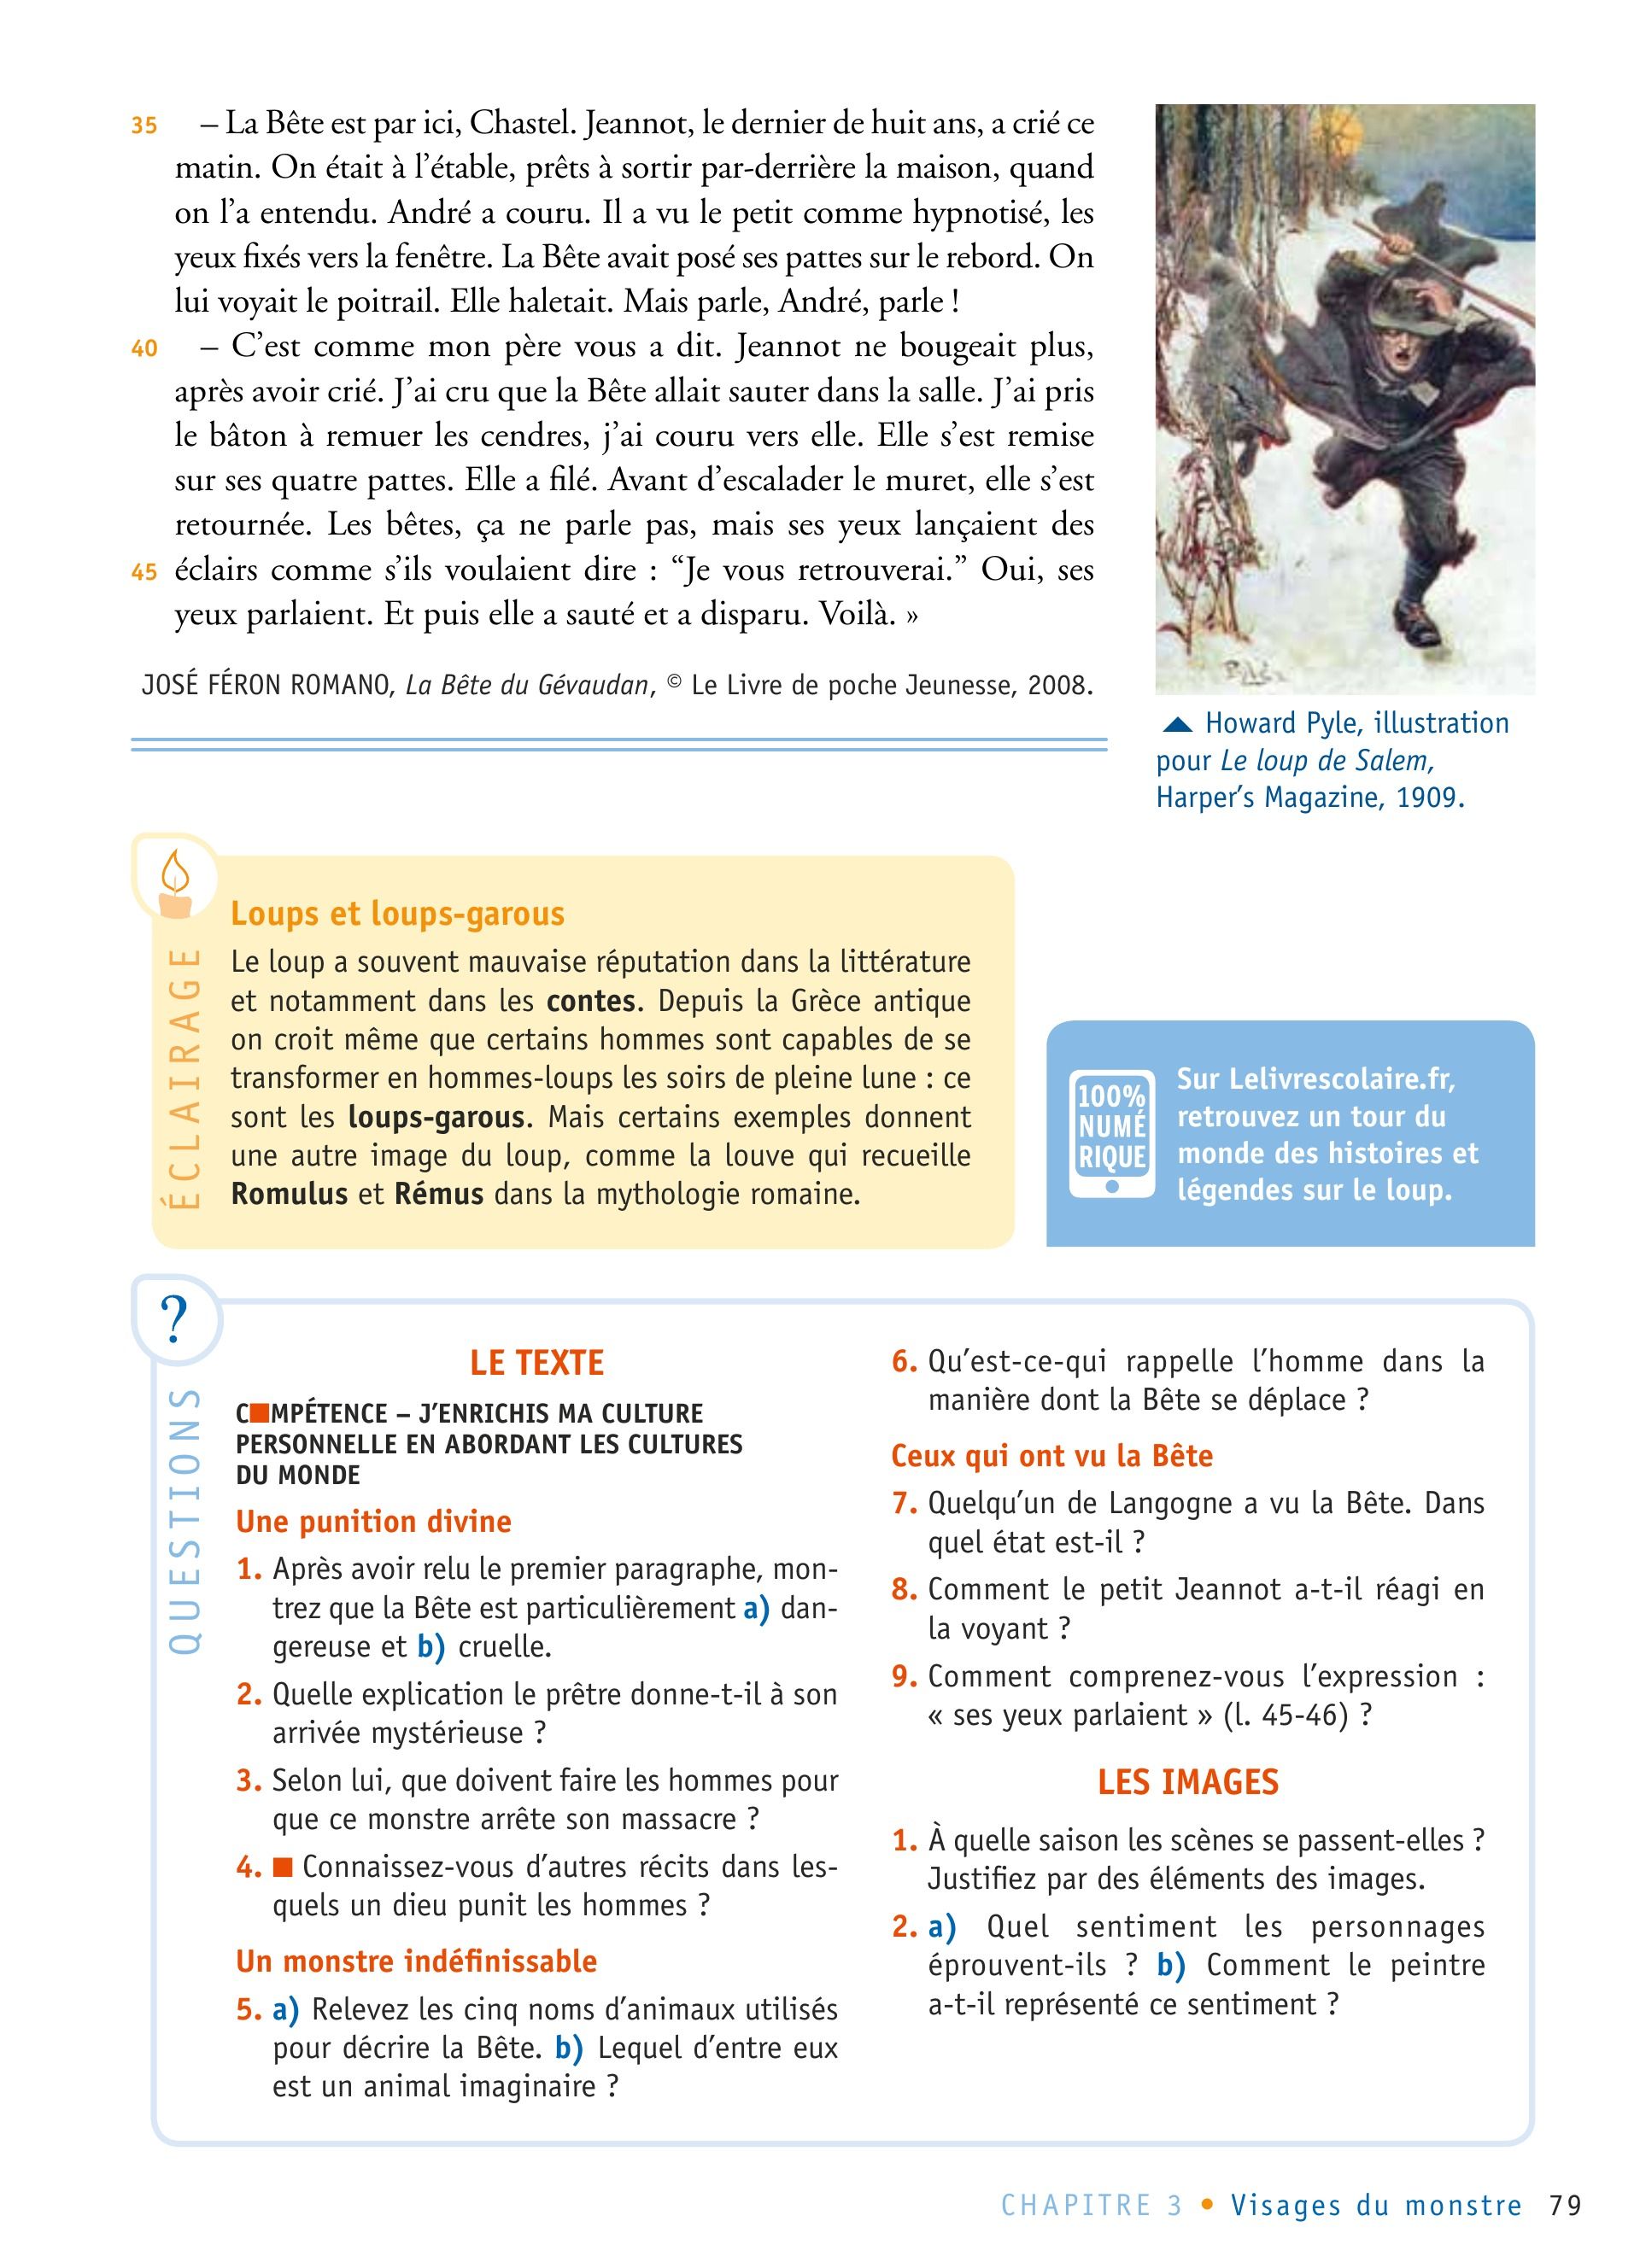 35 – La Bête est par ici, Chastel. Jeannot, le dernier de huit ans, a crié ce
matin. On était à l’étable, prêts à sortir par-derrière la maison, quand
on l’a entendu. André a couru. Il a vu le petit comme hypnotisé, les
yeux fixés vers la fenêtre. La Bête avait posé ses pattes sur le rebord. On
lui voyait le poitrail. Elle haletait. Mais parle, André, parle !
40 – C’est comme mon père vous a dit. Jeannot ne bougeait plus,
après avoir crié. J’ai cru que la Bête allait sauter dans la salle. J’ai pris
le bâton à remuer les cendres, j’ai couru vers elle. Elle s’est remise
sur ses quatre pattes. Elle a filé. Avant d’escalader le muret, elle s’est
retournée. Les bêtes, ça ne parle pas, mais ses yeux lançaient des
45 éclairs comme s’ils voulaient dire : “Je vous retrouverai.” Oui, ses
yeux parlaient. Et puis elle a sauté et a disparu. Voilà. »
JOSÉ FÉRON ROMANO, La Bête du Gévaudan, © Le Livre de poche Jeunesse, 2008.
▲ Howard Pyle, illustration
pour Le loup de Salem,
Harper’s Magazine, 1909.
ÉCLAIRAGE
Loups et loups-garous
Le loup a souvent mauvaise réputation dans la littérature
et notamment dans les contes. Depuis la Grèce antique
on croit même que certains hommes sont capables de se
transformer en hommes-loups les soirs de pleine lune : ce
sont les loups-garous. Mais certains exemples donnent
une autre image du loup, comme la louve qui recueille
Romulus et Rémus dans la mythologie romaine.
100%
NUMÉ
RIQUE
Sur Lelivrescolaire.fr,
retrouvez un tour du
monde des histoires et
légendes sur le loup.
?
QUESTIONS
LE TEXTE
C■MPÉTENCE – J’ENRICHIS MA CULTURE
PERSONNELLE EN ABORDANT LES CULTURES
DU MONDE
Une punition divine
1. Après avoir relu le premier paragraphe, mon-
trez que la Bête est particulièrement a) dan-
gereuse et b) cruelle.
2. Quelle explication le prêtre donne-t-il à son
arrivée mystérieuse ?
3. Selon lui, que doivent faire les hommes pour
que ce monstre arrête son massacre ?
4. ■ Connaissez-vous d’autres récits dans les-
quels un dieu punit les hommes ?
Un monstre indéfinissable
5. a) Relevez les cinq noms d’animaux utilisés
pour décrire la Bête. b) Lequel d’entre eux
est un animal imaginaire ?
6. Qu’est-ce-qui rappelle l’homme dans la
manière dont la Bête se déplace ?
Ceux qui ont vu la Bête
7. Quelqu’un de Langogne a vu la Bête. Dans
quel état est-il ?
8. Comment le petit Jeannot a-t-il réagi en
la voyant ?
9. Comment comprenez-vous l’expression :
« ses yeux parlaient » (l. 45-46) ?
LES IMAGES
1. À quelle saison les scènes se passent-elles ?
Justifiez par des éléments des images.
2. a) Quel sentiment les personnages
éprouvent-ils ? b) Comment le peintre
a-t-il représenté ce sentiment ?
CHAPITRE 3 • Visages du monstre 79